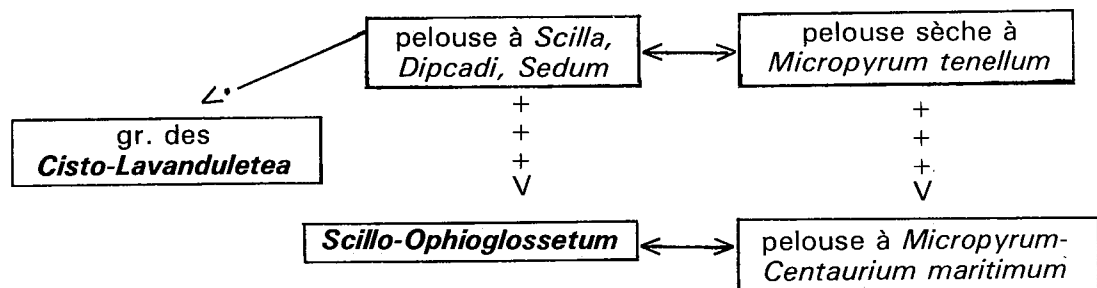 pelouse à Scilla,
Dipcadi, Sedum
pelouse sèche à
Micropyrum tenellum
gr. des
Cisto-Lavanduletea
+
+
+
V
+
+
+
V
Scillo-Ophioglossetum
pelouse à Micropyrum-
Centaurium maritimum